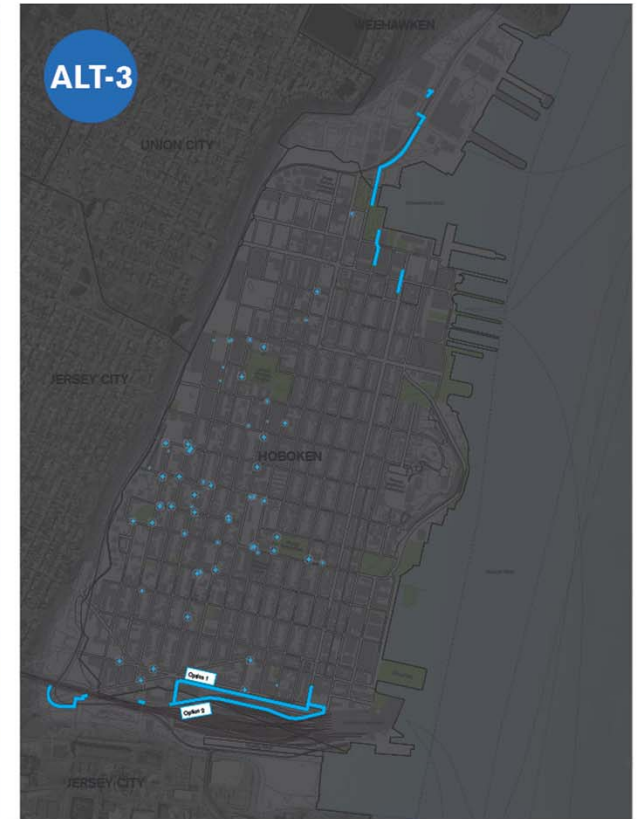 WEEHAWKEN
ALT-3
UNION CITY
JERSEY CITY
HOBOKEN
Option 1
Option 2
JERSEY CITY